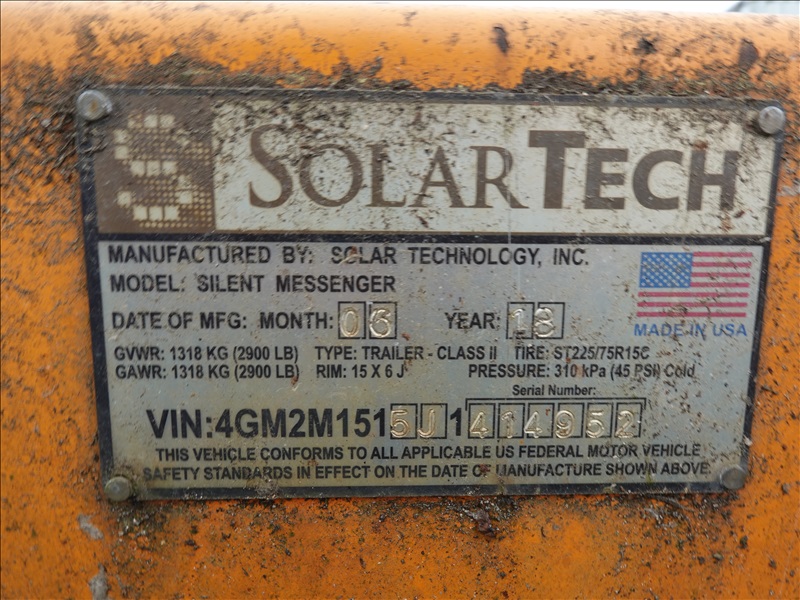 SOLARTECH
MANUFACTURED BY: SOLAR TECHNOLOGY, INC.
MODEL: SILENT MESSENGER
DATE OF MFG: MONTH: 06 YEAR: 18
MADE IN USA
GVWR: 1318 KG (2900 LB) TYPE: TRAILER - CLASS II TIRE: ST225/75R15C
GAWR: 1318 KG (2900 LB) RIM: 15 X 6 J PRESSURE: 310 kPa (45 PSI) Cold
Serial Number:
VIN:4GM2M1515J1414952
THIS VEHICLE CONFORMS TO ALL APPLICABLE US FEDERAL MOTOR VEHICLE
SAFETY STANDARDS IN EFFECT ON THE DATE OF MANUFACTURE SHOWN ABOVE